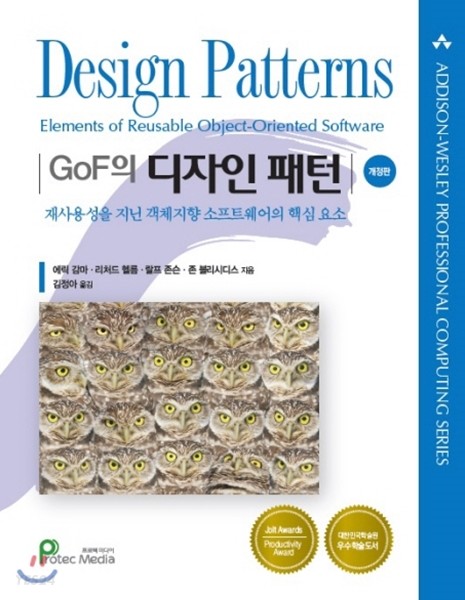 Design Patterns
Elements of Reusable Object-Oriented Software
GoF의 디자인 패턴
개정판
재사용성을 지닌 객체지향 소프트웨어의 핵심 요소
에릭 감마 · 리처드 헬름 · 랄프 존슨 · 존 블리시디스 지음
김정아 옮김
ADDISON-WESLEY PROFESSIONAL COMPUTING SERIES
Jolt Awards
Productivity
Award
대한민국학술원
우수학술도서
프로텍 미디어
Protec Media